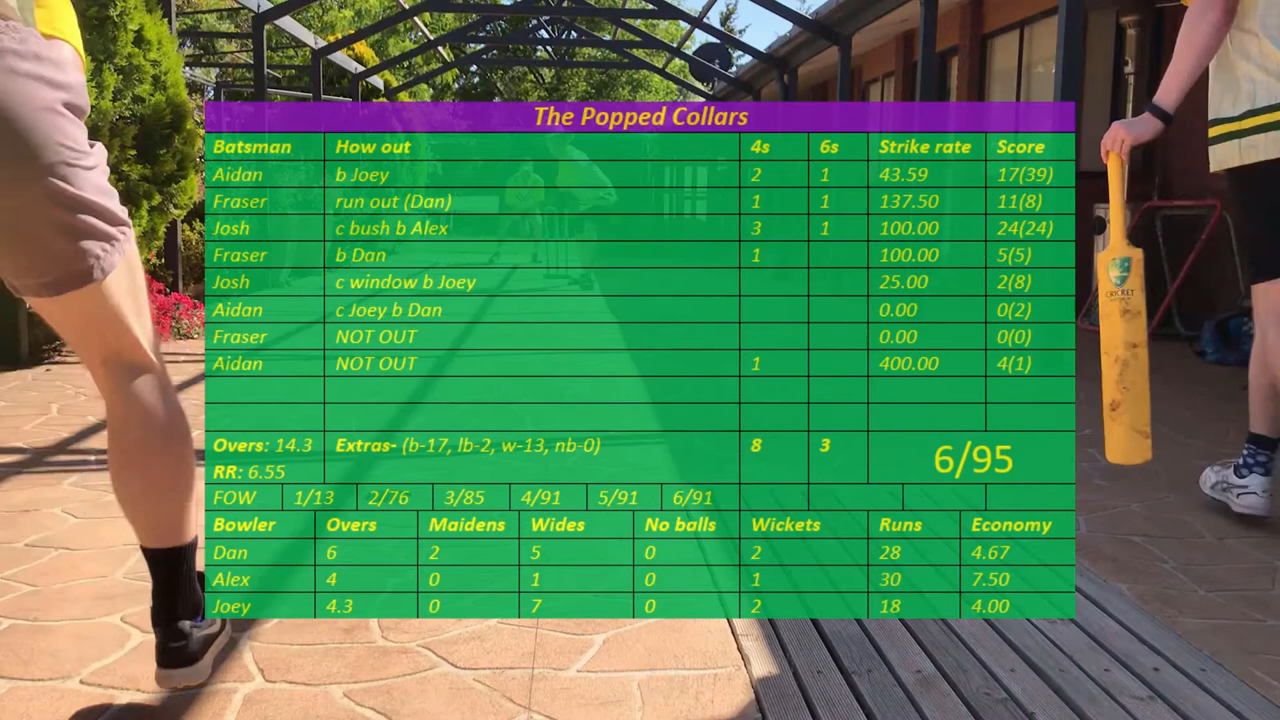 The Popped Collars
Batsman How out 4s 6s Strike rate Score
Aidan b Joey 2 1 43.59 17(39)
Fraser run out (Dan) 1 1 137.50 11(8)
Josh c bush b Alex 3 1 100.00 24(24)
Fraser b Dan 1 100.00 5(5)
Josh c window b Joey 25.00 2(8)
Aidan c Joey b Dan 0.00 0(2)
Fraser NOT OUT 0.00 0(0)
Aidan NOT OUT 1 400.00 4(1)
Overs: 14.3 Extras- (b-17, lb-2, w-13, nb-0) 8 3 6/95
RR: 6.55
FOW 1/13 2/76 3/85 4/91 5/91 6/91
Bowler Overs Maidens Wides No balls Wickets Runs Economy
Dan 6 2 5 0 2 28 4.67
Alex 4 0 1 0 1 30 7.50
Joey 4.3 0 7 0 2 18 4.00
CRICKET